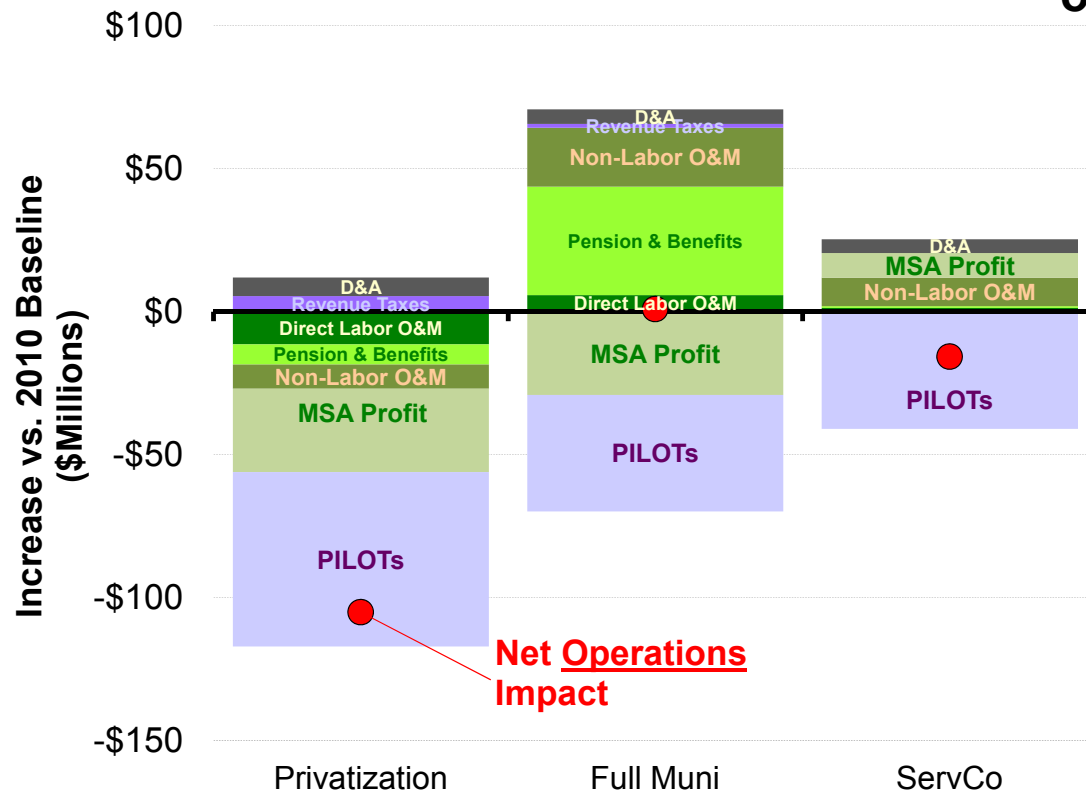 $100
$50
$0
-$50
-$100
-$150
Increase vs. 2010 Baseline
($Millions)
D&A
Revenue Taxes
Direct Labor O&M
Pension & Benefits
Non-Labor O&M
MSA Profit
PILOTs
D&A
Revenue Taxes
Non-Labor O&M
Pension & Benefits
Direct Labor O&M
MSA Profit
PILOTs
D&A
MSA Profit
Non-Labor O&M
PILOTs
Net Operations
Impact
Privatization
Full Muni
ServCo